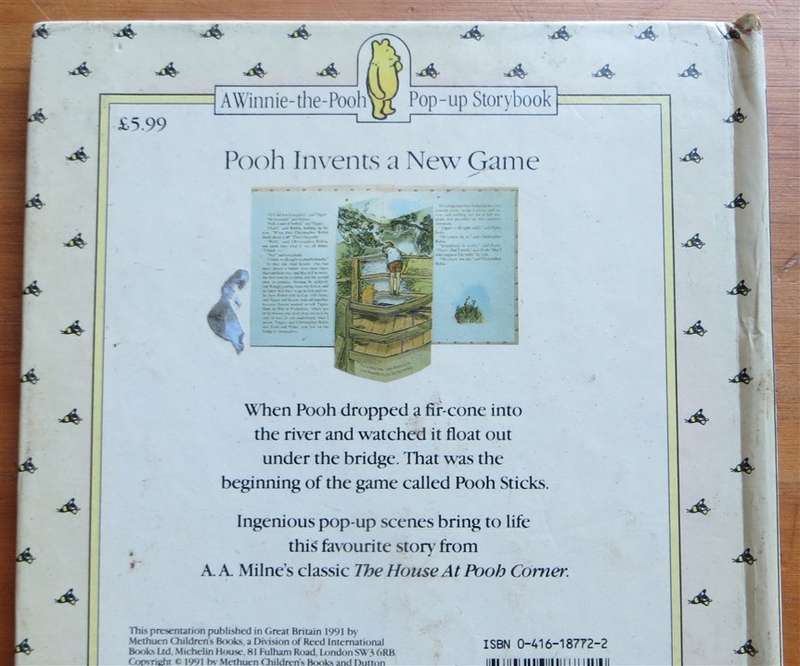 A Winnie-the-Pooh Pop-up Storybook
£5.99
Pooh Invents a New Game
When Pooh dropped a fir-cone into
the river and watched it float out
under the bridge. That was the
beginning of the game called Pooh Sticks.
Ingenious pop-up scenes bring to life
this favourite story from
A. A. Milne's classic The House At Pooh Corner.
This presentation published in Great Britain 1991 by
Methuen Children's Books, a Division of Reed International
Books Ltd, Michelin House, 81 Fulham Road, London SW3 6RB
Copyright © 1991 by Methuen Children's Books and Dutton
ISBN 0-416-18772-2